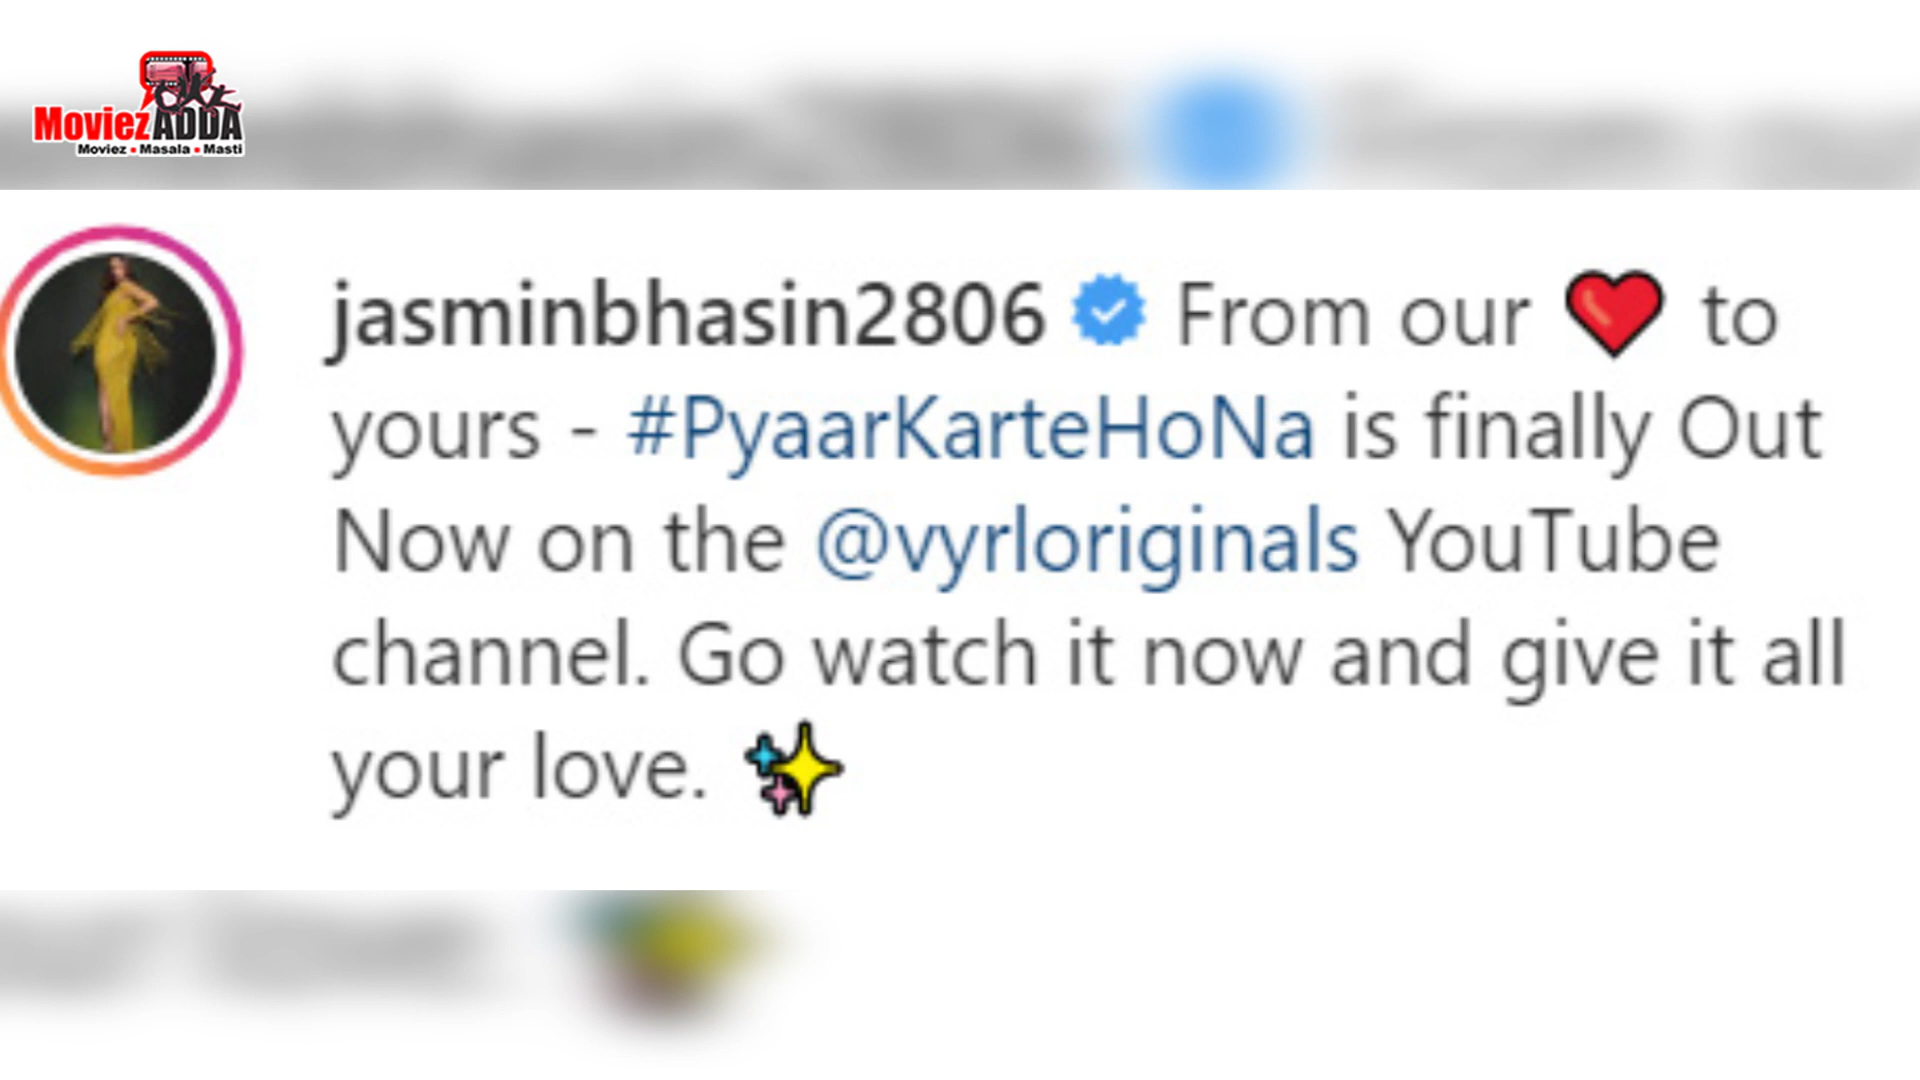 MoviezADDA
Moviez • Masala • Masti
jasminbhasin2806 From our ❤️ to
yours - #PyaarKarteHoNa is finally Out
Now on the @vyrloriginals YouTube
channel. Go watch it now and give it all
your love. ✨